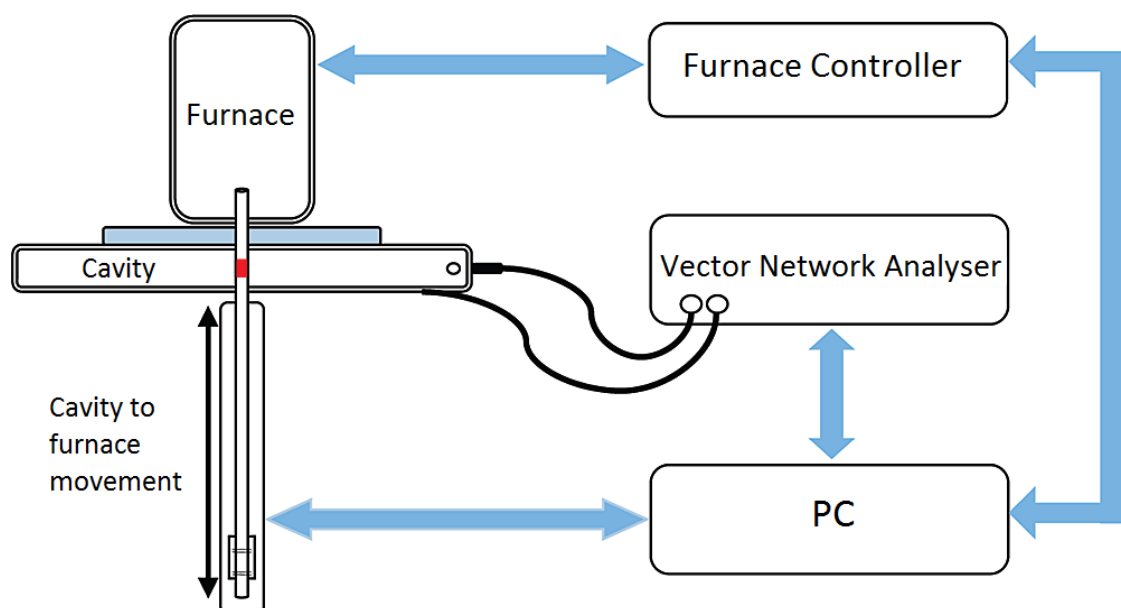 Furnace
Furnace Controller
Cavity
Vector Network Analyser
Cavity to
furnace
movement
PC